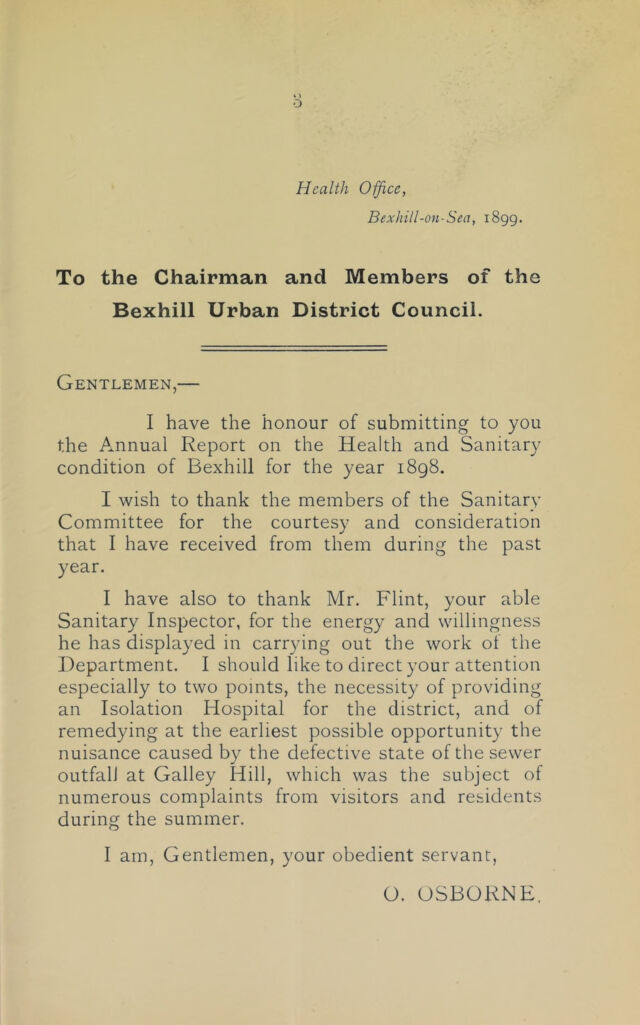 3
Health Office,
Bexhill-on-Sea, 1899.
To the Chairman and Members of the
Bexhill Urban District Council.
GENTLEMEN,—
I have the honour of submitting to you
the Annual Report on the Health and Sanitary
condition of Bexhill for the year 1898.
I wish to thank the members of the Sanitary
Committee for the courtesy and consideration
that I have received from them during the past
year.
I have also to thank Mr. Flint, your able
Sanitary Inspector, for the energy and willingness
he has displayed in carrying out the work of the
Department. I should like to direct your attention
especially to two points, the necessity of providing
an Isolation Hospital for the district, and of
remedying at the earliest possible opportunity the
nuisance caused by the defective state of the sewer
outfall at Galley Hill, which was the subject of
numerous complaints from visitors and residents
during the summer.
I am, Gentlemen, your obedient servant,
O. OSBORNE.